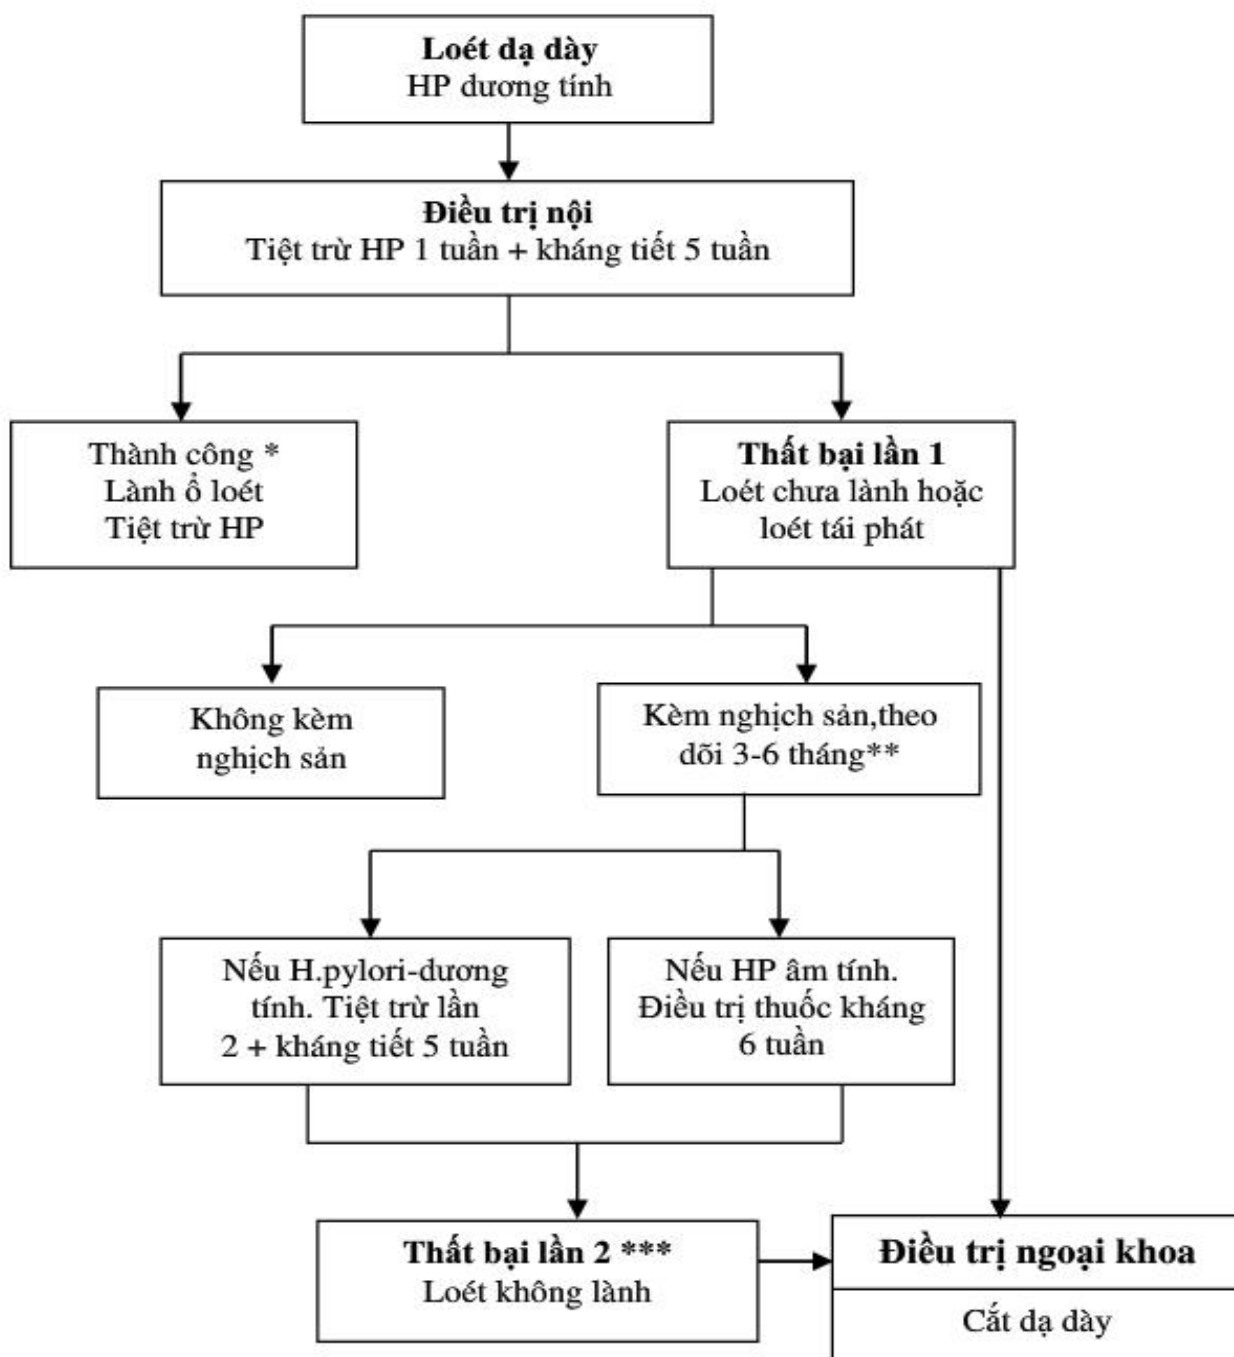 Loét dạ dày
HP dương tính
Điều trị nội
Tiệt trừ HP 1 tuần + kháng tiết 5 tuần
Thành công *
Lành ổ loét
Tiệt trừ HP
Thất bại lần 1
Loét chưa lành hoặc
loét tái phát
Không kèm
nghịch sản
Kèm nghịch sản,theo
dõi 3-6 tháng**
Nếu H.pylori-dương
tính. Tiệt trừ lần
2 + kháng tiết 5 tuần
Nếu HP âm tính.
Điều trị thuốc kháng
6 tuần
Thất bại lần 2 ***
Loét không lành
Điều trị ngoại khoa
Cắt dạ dày